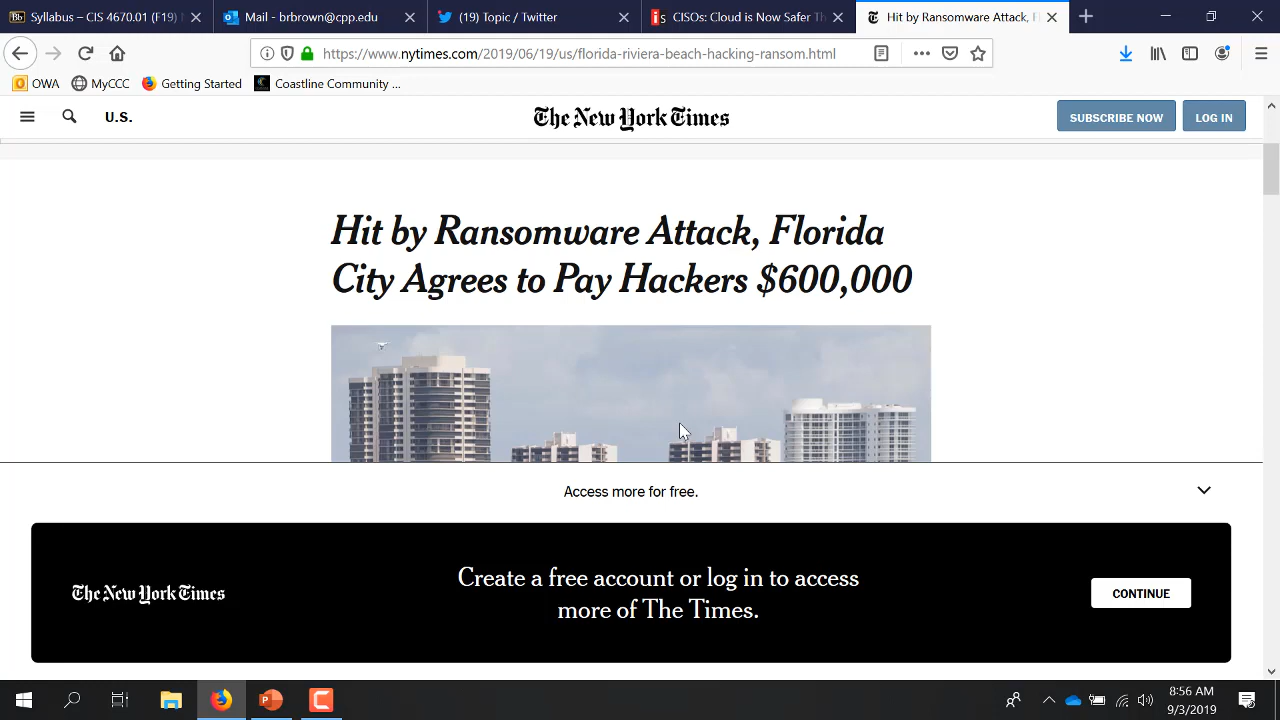 Syllabus – CIS 4670.01 (F19)
Mail - brbrown@cpp.edu
(19) Topic / Twitter
CISOs: Cloud is Now Safer Th
Hit by Ransomware Attack, F
https://www.nytimes.com/2019/06/19/us/florida-riviera-beach-hacking-ransom.html
OWA
MyCCC
Getting Started
Coastline Community ...
U.S.
The New York Times
SUBSCRIBE NOW
LOG IN
Hit by Ransomware Attack, Florida
City Agrees to Pay Hackers $600,000
Access more for free.
The New York Times
Create a free account or log in to access
more of The Times.
CONTINUE
8:56 AM
9/3/2019